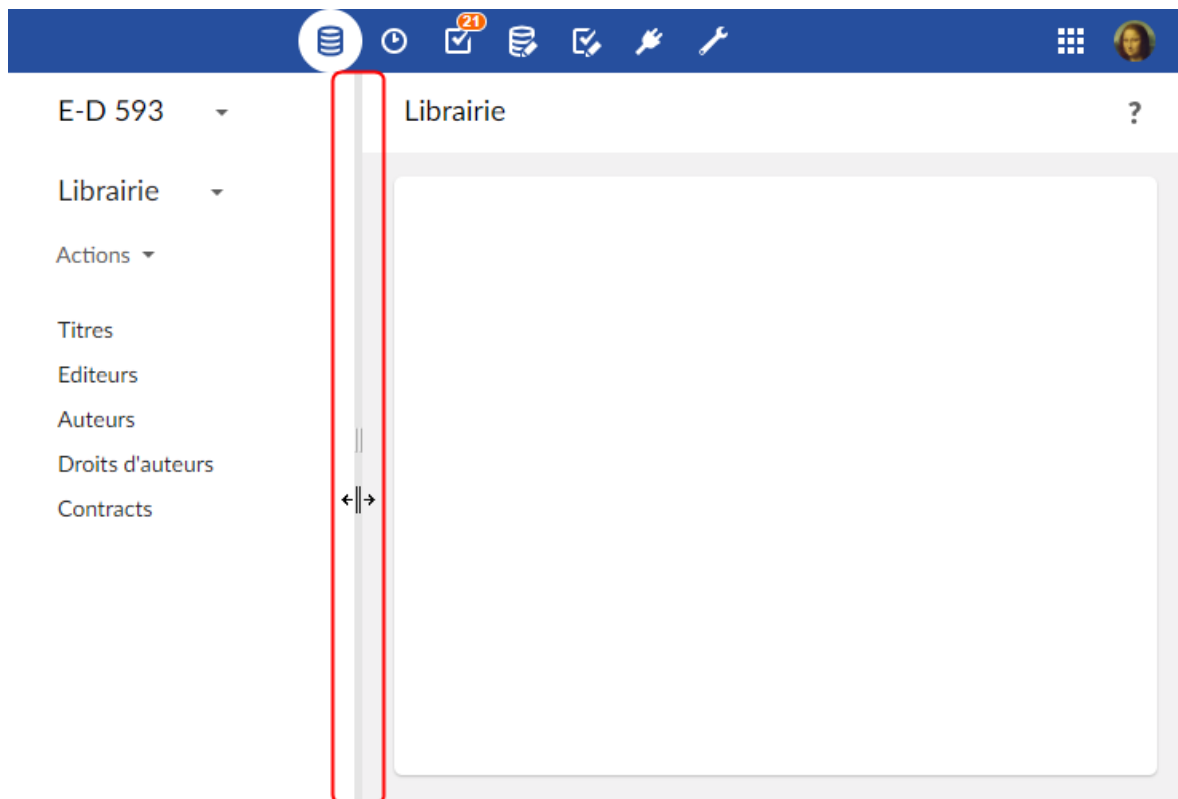 21
E-D 593
Librairie
?
Librairie
Actions
Titres
Editeurs
Auteurs
Droits d'auteurs
Contracts